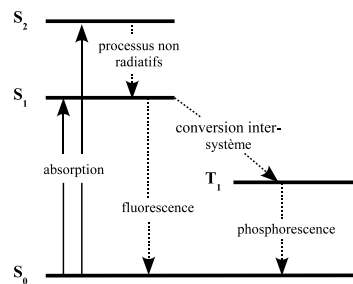 S2
processus non
radiatifs
S1
conversion inter-
système
absorption
T1
fluorescence
phosphorescence
S0